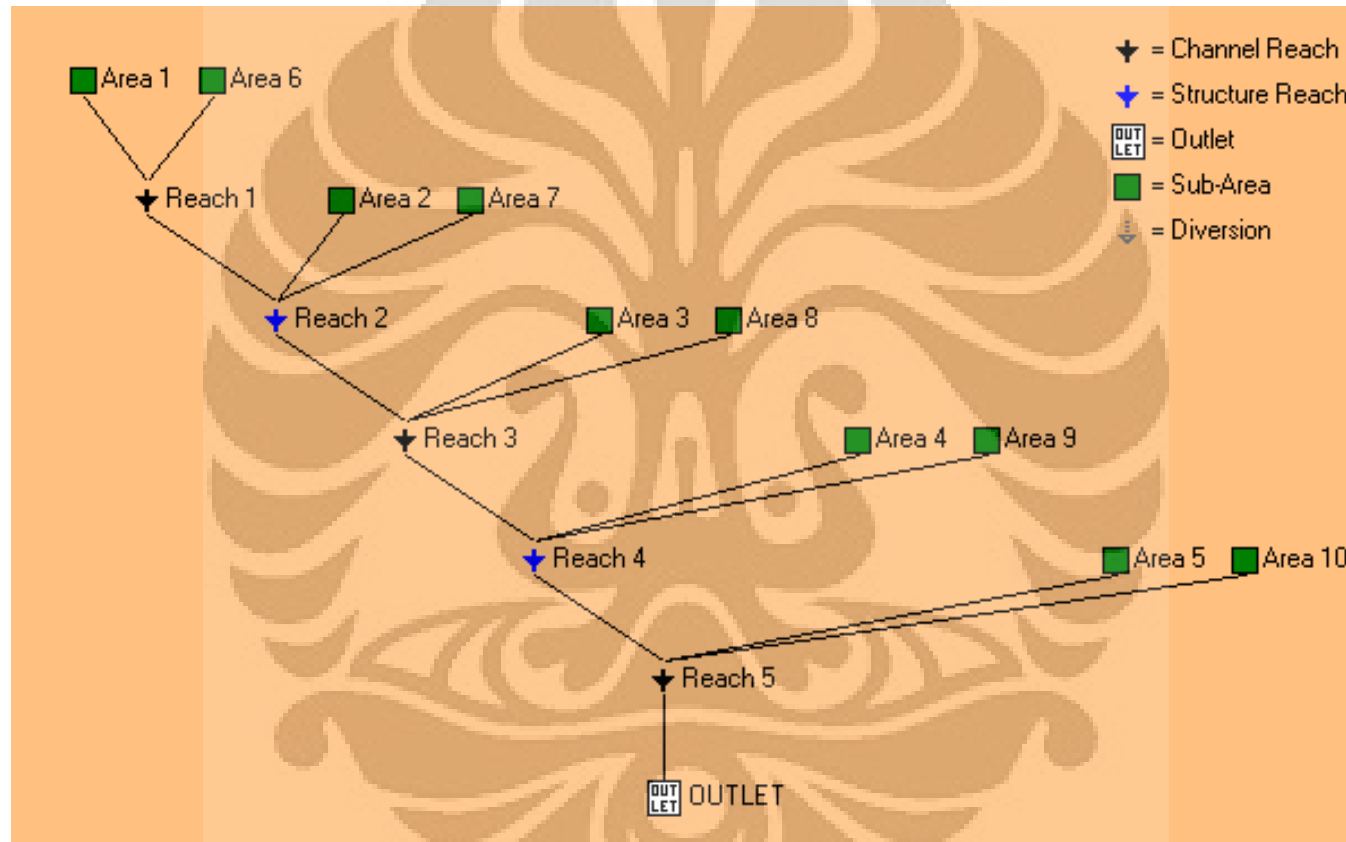 Area 1
Area 6
= Channel Reach
= Structure Reach
OUT LET = Outlet
= Sub-Area
= Diversion
Reach 1
Area 2
Area 7
Reach 2
Area 3
Area 8
Reach 3
Area 4
Area 9
Reach 4
Area 5
Area 10
Reach 5
OUT LET OUTLET